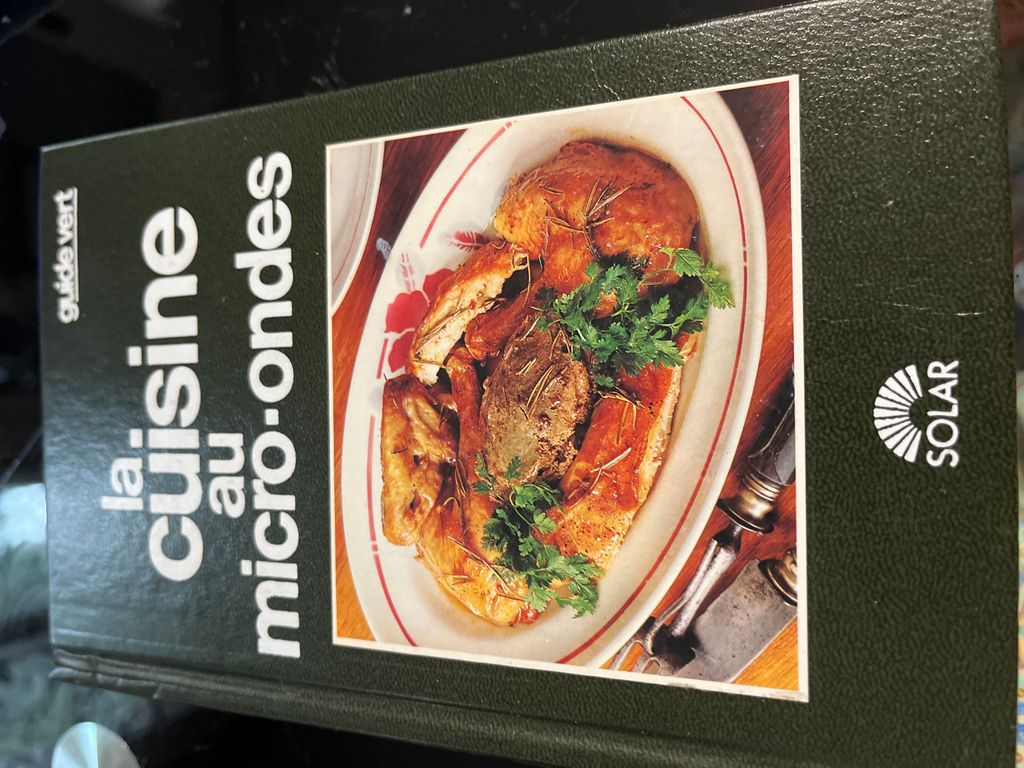 guide vert
la
cuisine
au
micro-ondes
SOLAR